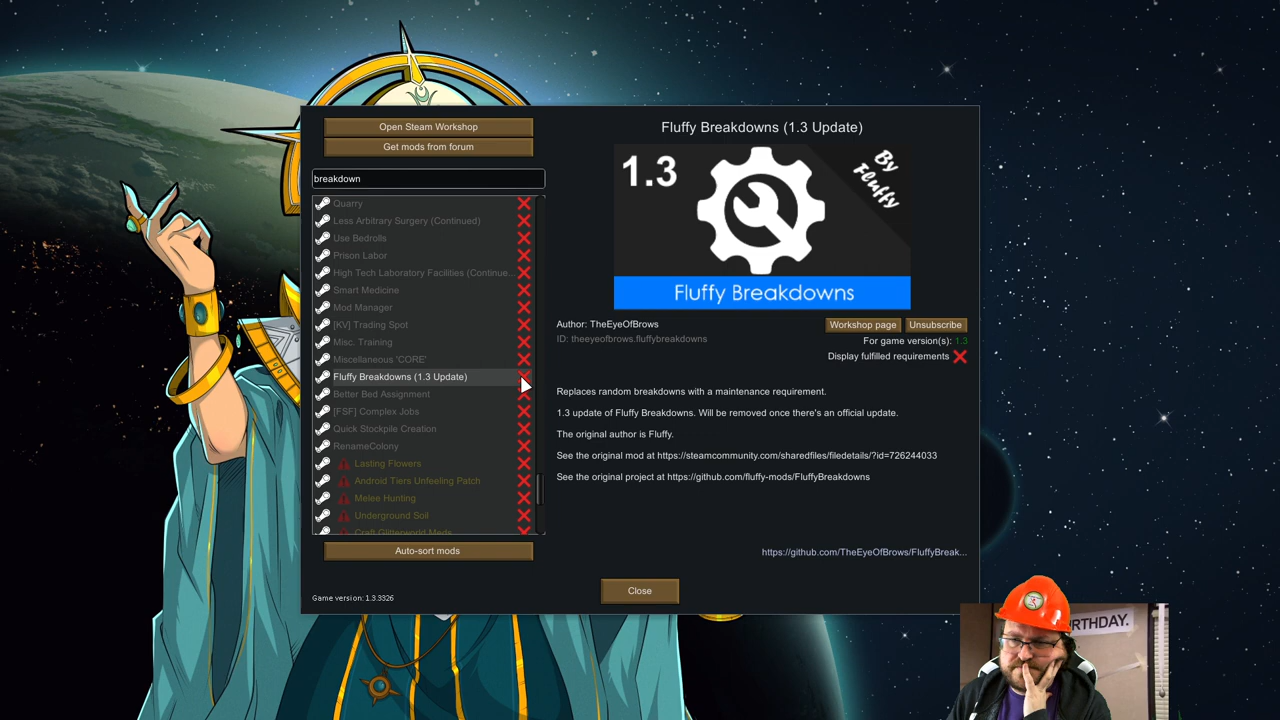 Open Steam Workshop
Get mods from forum
breakdown
Quarry
Less Arbitrary Surgery (Continued)
Use Bedrolls
Prison Labor
High Tech Laboratory Facilities (Continue...
Smart Medicine
Mod Manager
[KV] Trading Spot
Misc. Training
Miscellaneous 'CORE'
Fluffy Breakdowns (1.3 Update)
Better Bed Assignment
[FSF] Complex Jobs
Quick Stockpile Creation
RenameColony
Lasting Flowers
Android Tiers Unfeeling Patch
Melee Hunting
Underground Soil
Craft Glitterworld Meds
Auto-sort mods
Game version: 1.3.3326
Fluffy Breakdowns (1.3 Update)
1.3
By
Fluffy
Fluffy Breakdowns
Author: TheEyeOfBrows
Workshop page
Unsubscribe
ID: theeyeofbrows.fluffybreakdowns
For game version(s): 1.3
Display fulfilled requirements
Replaces random breakdowns with a maintenance requirement.
1.3 update of Fluffy Breakdowns. Will be removed once there's an official update.
The original author is Fluffy.
See the original mod at https://steamcommunity.com/sharedfiles/filedetails/?id=726244033
See the original project at https://github.com/fluffy-mods/FluffyBreakdowns
https://github.com/TheEyeOfBrows/FluffyBreak...
Close
RTHDAY.